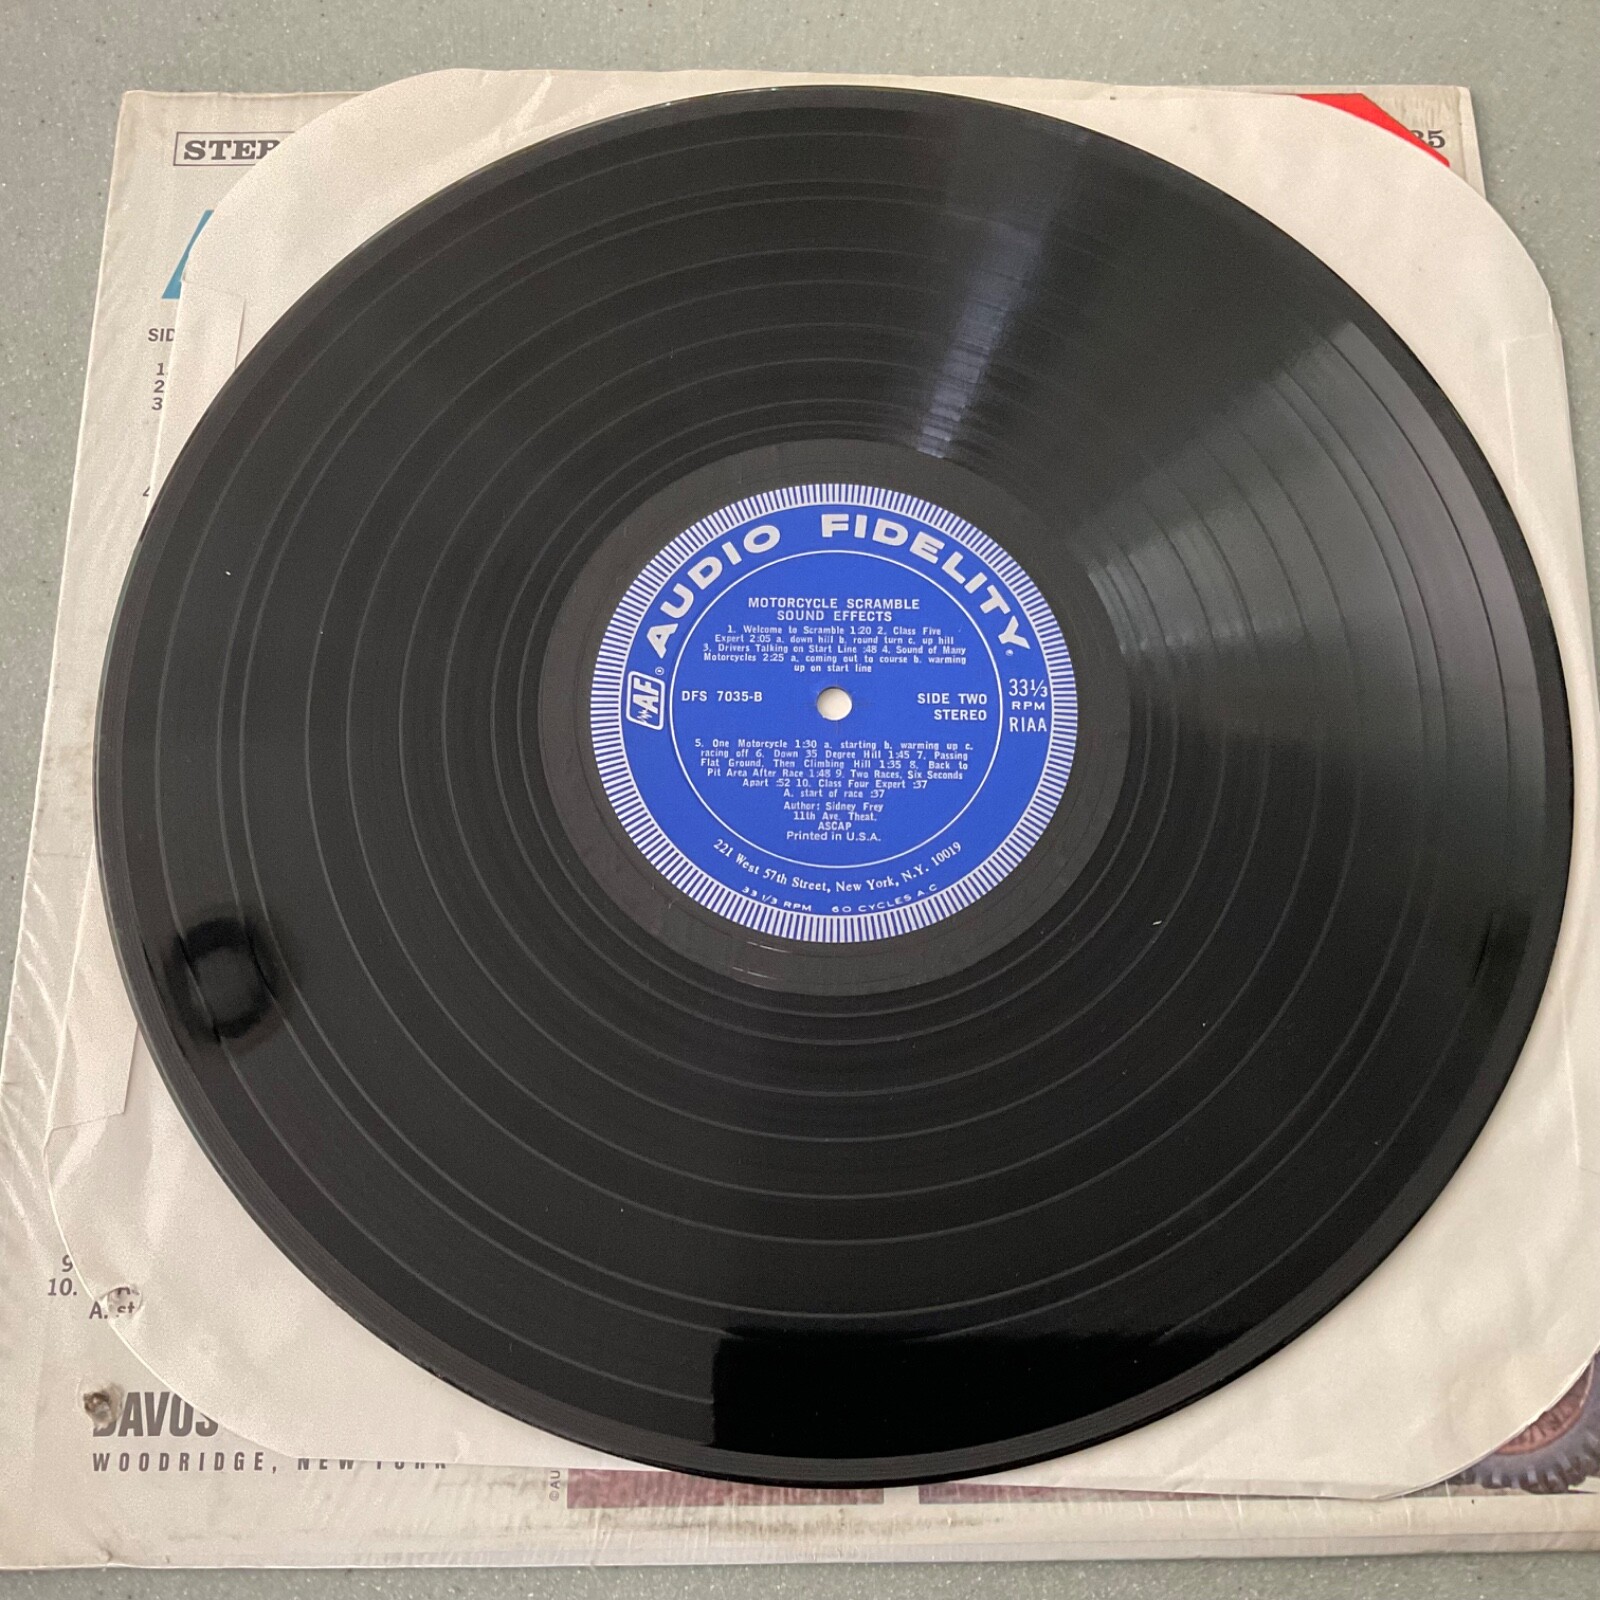 STER
35
SID
1.
2
3
4
9
10.
A. st
DAVOS
WOODRIDGE, NEW YORK
©AU
AUDIO FIDELITY
AF
MOTORCYCLE SCRAMBLE
SOUND EFFECTS
1. Welcome to Scramble 1:20 2. Class Five
Expert 2:05 a. down hill b. round turn c. up hill
3. Drivers Talking on Start Line :48 4. Sound of Many
Motorcycles 2:25 a. coming out to course b. warming
up on start line
DFS 7035-B
SIDE TWO
STEREO
33⅓
RPM
RIAA
5. One Motorcycle 1:30 a. starting b. warming up c.
racing off 6. Down 35 Degree Hill 1:45 7. Passing
Flat Ground, Then Climbing Hill 1:35 8. Back to
Pit Area After Race 1:48 9. Two Races, Six Seconds
Apart :52 10. Class Four Expert :37
A. start of race :37
Author: Sidney Frey
11th Ave. Theat.
ASCAP
Printed in U.S.A.
221 West 57th Street, New York, N.Y. 10019
33 1/3 RPM 60 CYCLES A.C